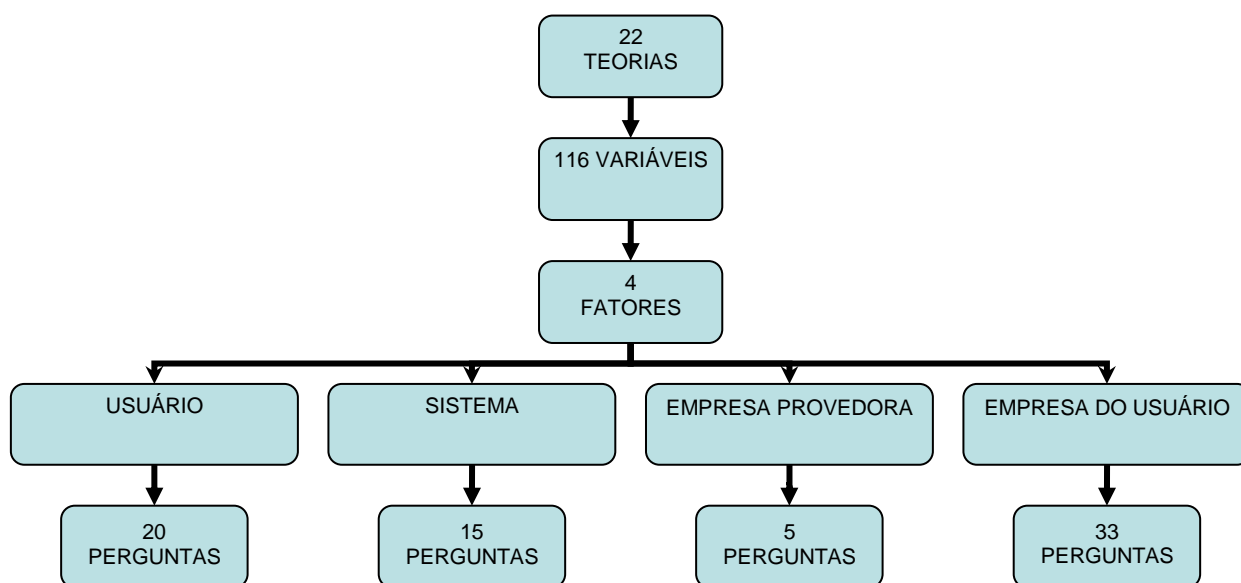 22
TEORIAS
116 VARIÁVEIS
4
FATORES
USUÁRIO
SISTEMA
EMPRESA PROVEDORA
EMPRESA DO USUÁRIO
20
PERGUNTAS
15
PERGUNTAS
5
PERGUNTAS
33
PERGUNTAS